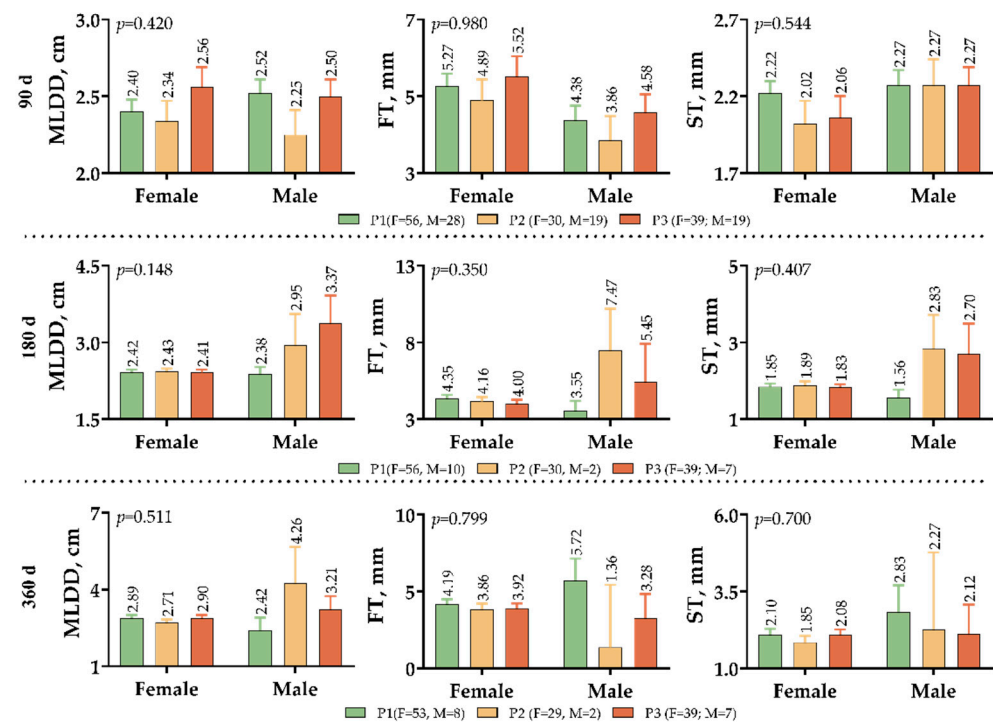 90 d
MLDD, cm
p=0.420
3.0
2.5
2.0
2.40
2.34
2.56
2.52
2.25
2.50
Female Male
FT, mm
p=0.980
7
5
3
5.27
4.89
5.52
4.38
3.86
4.58
Female Male
ST, mm
p=0.544
2.7
2.2
1.7
2.22
2.02
2.06
2.27
2.27
2.27
Female Male
P1(F=56, M=28) P2 (F=30, M=19) P3 (F=39; M=19)
180 d
MLDD, cm
p=0.148
4.5
3.0
1.5
2.42
2.43
2.41
2.38
2.95
3.37
Female Male
FT, mm
p=0.350
13
8
3
4.35
4.16
4.00
3.55
7.47
5.45
Female Male
ST, mm
p=0.407
5
3
1
1.85
1.89
1.83
1.56
2.83
2.70
Female Male
P1(F=56, M=10) P2 (F=30, M=2) P3 (F=39; M=7)
360 d
MLDD, cm
p=0.511
7
4
1
2.89
2.71
2.90
2.42
4.26
3.21
Female Male
FT, mm
p=0.799
10
5
0
4.19
3.86
3.92
5.72
1.36
3.28
Female Male
ST, mm
p=0.700
6.0
3.5
1.0
2.10
1.85
2.08
2.83
2.27
2.12
Female Male
P1(F=53, M=8) P2 (F=29, M=2) P3 (F=39; M=7)